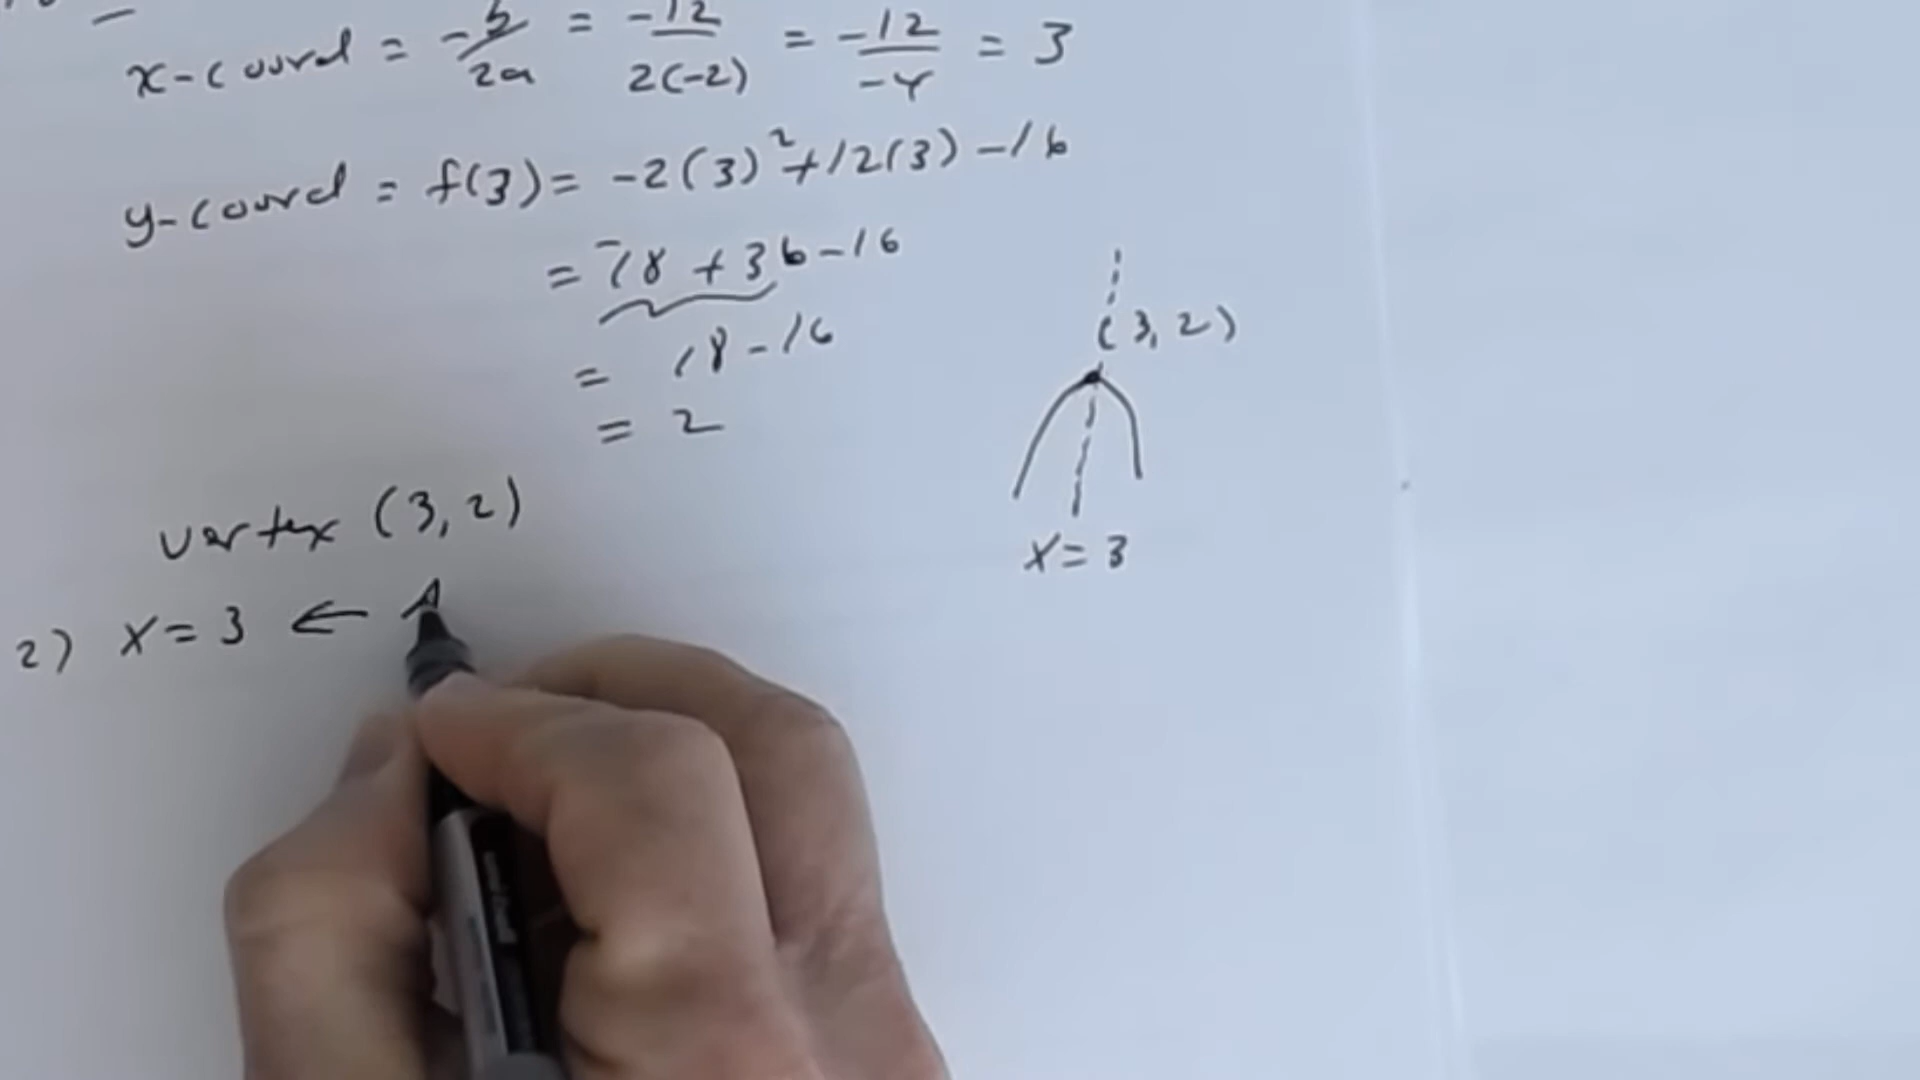 x-coord = -b/2a = -12/2(-2) = -12/-4 = 3
y-coord = f(3) = -2(3)²+12(3)-16
= -18 + 36 - 16
= 18 - 16
= 2
(3, 2)
x = 3
vertex (3, 2)
2) x = 3 ← A